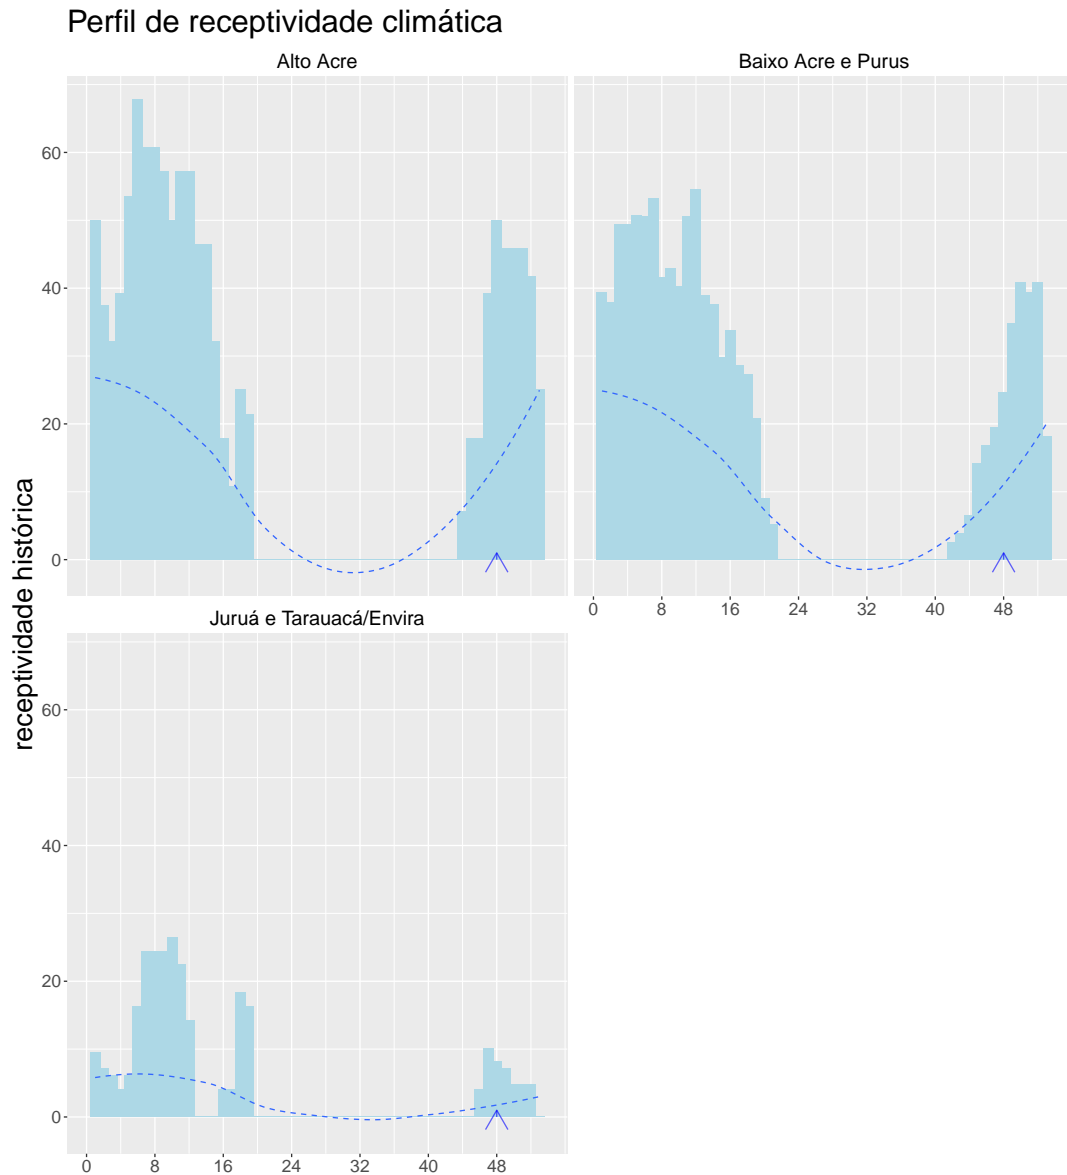 Perfil de receptividade climática
Alto Acre
Baixo Acre e Purus
60
40
20
0
0 8 16 24 32 40 48
receptividade histórica
Juruá e Tarauacá/Envira
60
40
20
0
0 8 16 24 32 40 48